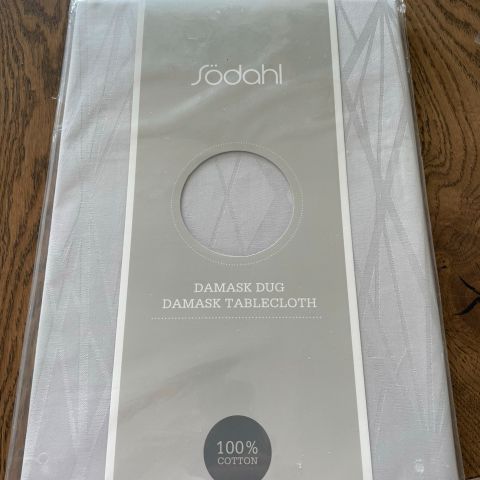 Södahl
DAMASK DUG
DAMASK TABLECLOTH
100%
COTTON